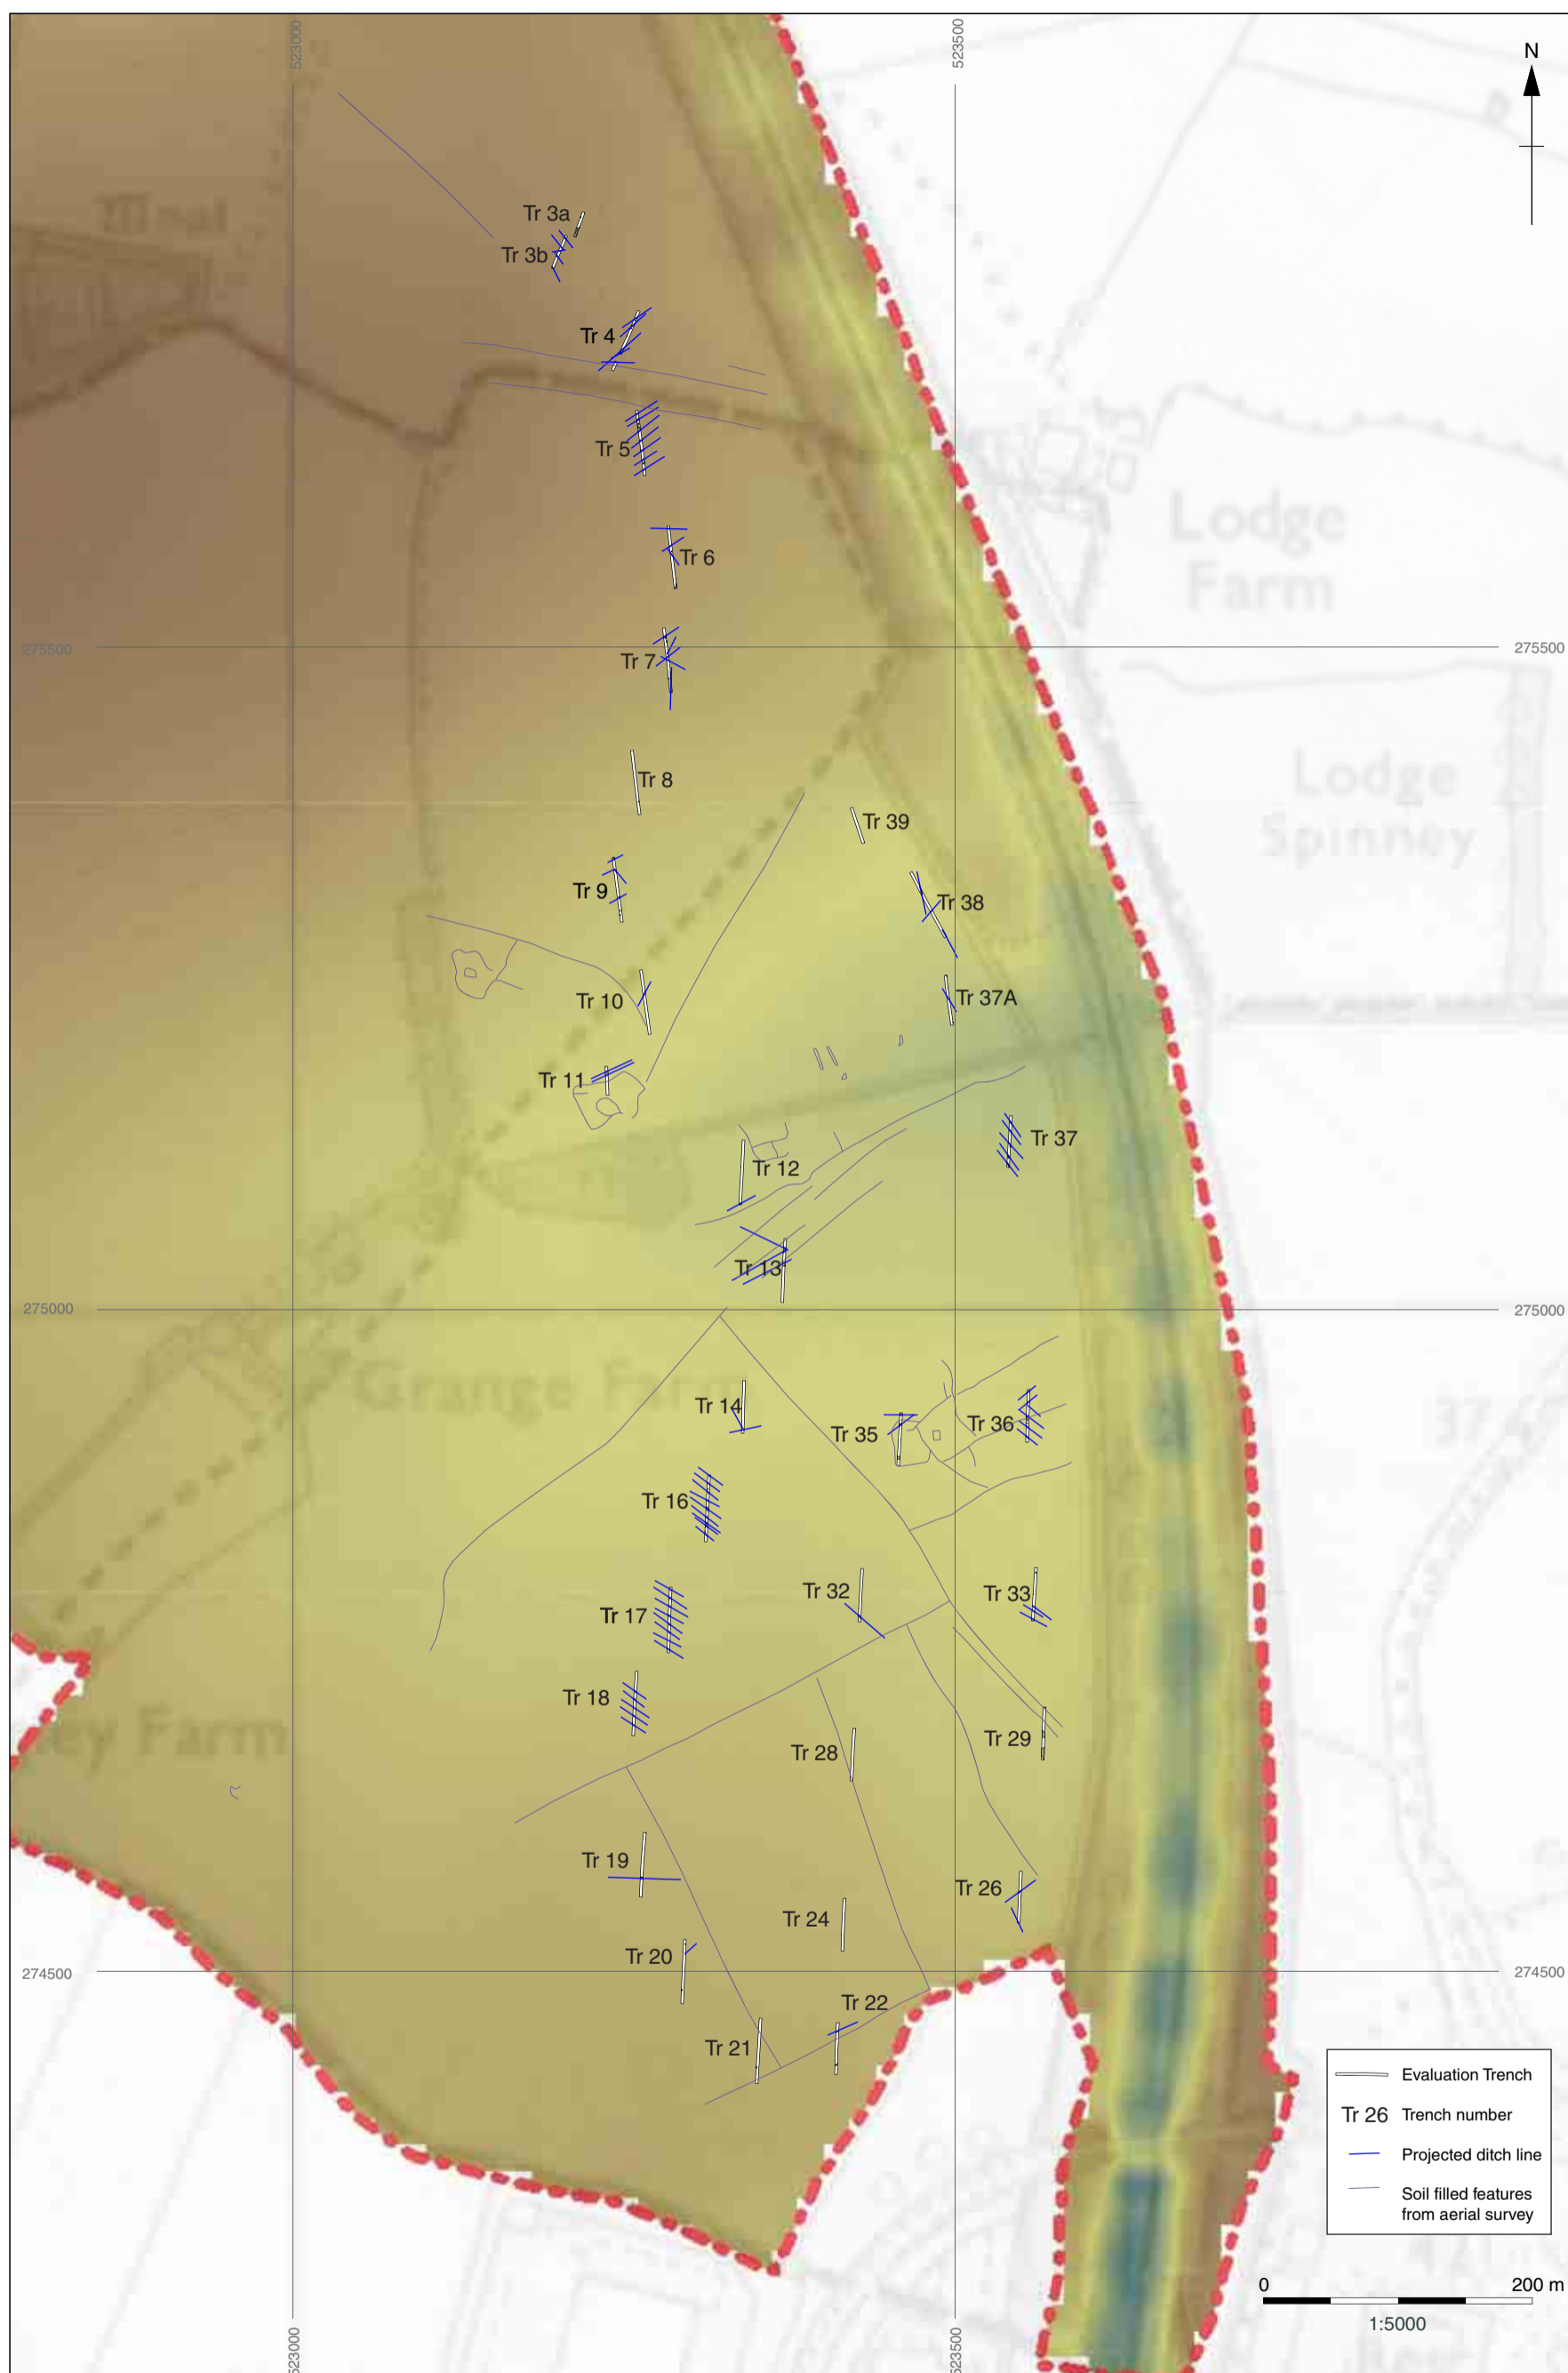 523000
523500
N
Tr 3a
Tr 3b
Tr 4
Tr 5
Lodge
Farm
Tr 6
275500
Tr 7
275500
Tr 8
Lodge
Spinney
Tr 39
Tr 9
Tr 38
Tr 10
Tr 37A
Tr 11
Tr 37
Tr 12
Tr 13
275000
275000
Grange Farm
Tr 14
Tr 35
Tr 36
37
Tr 16
Tr 32
Tr 33
Tr 17
Tr 18
ey Farm
Tr 28
Tr 29
Tr 19
Tr 26
Tr 24
Tr 20
274500
274500
Tr 22
Tr 21
Evaluation Trench
Tr 26 Trench number
Projected ditch line
Soil filled features
from aerial survey
42
0 200 m
1:5000
523000
523500